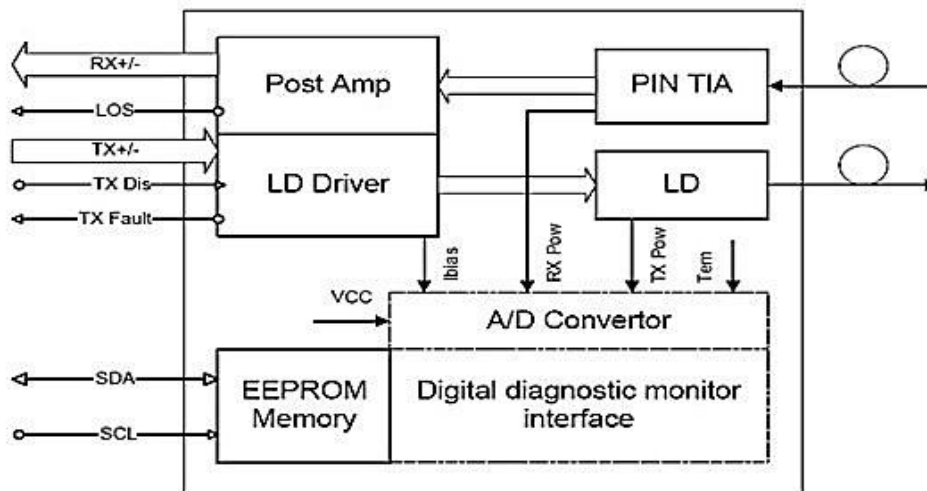 RX+/-
Post Amp
PIN TIA
LOS
TX+/-
TX Dis
LD Driver
LD
TX Fault
Ibias
RX Pow
TX Pow
Tem
VCC
A/D Convertor
SDA
EEPROM
Memory
Digital diagnostic monitor
interface
SCL